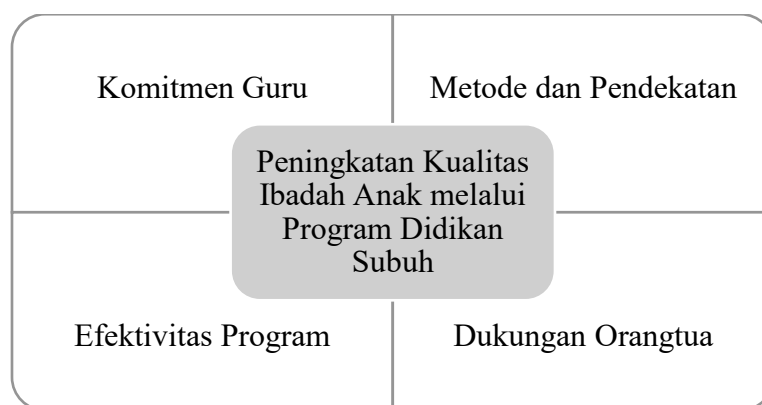 Komitmen Guru
Metode dan Pendekatan
Peningkatan Kualitas
Ibadah Anak melalui
Program Didikan
Subuh
Efektivitas Program
Dukungan Orangtua